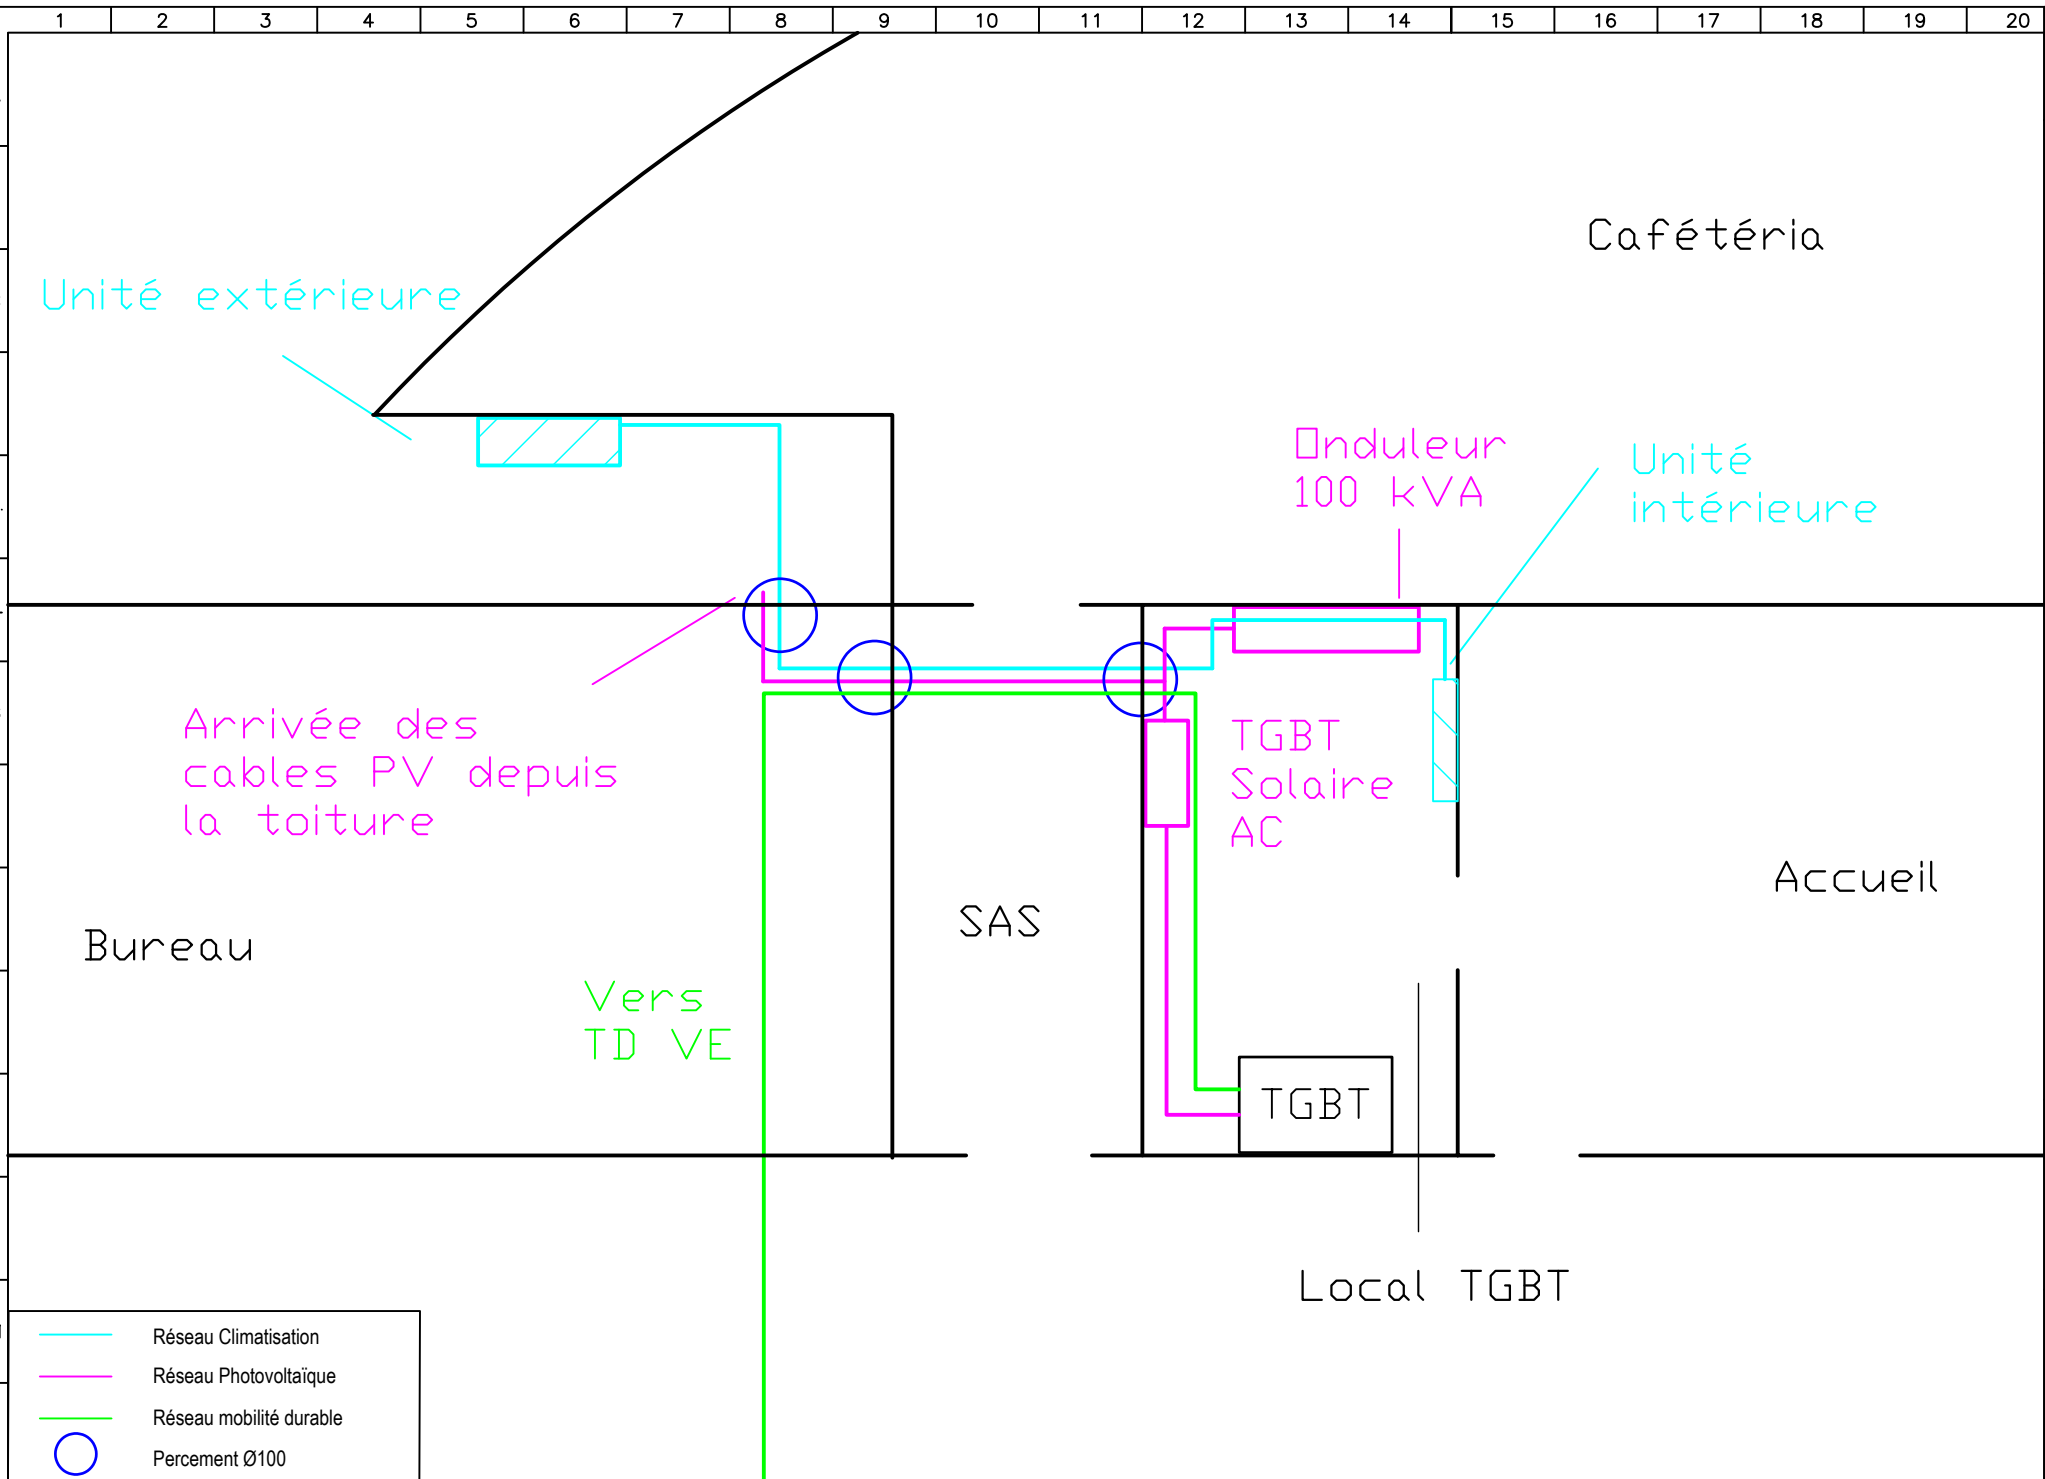 1 2 3 4 5 6 7 8 9 10 11 12 13 14 15 16 17 18 19 20
Cafétéria
Unité extérieure
Onduleur
100 kVA
Unité
intérieure
Arrivée des
cables PV depuis
la toiture
TGBT
Solaire
AC
Accueil
SAS
Bureau
Vers
TD VE
TGBT
Local TGBT
Réseau Climatisation
Réseau Photovoltaïque
Réseau mobilité durable
Percement Ø100